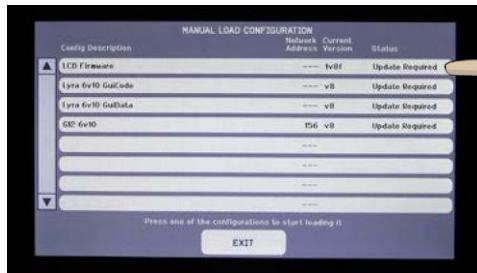 MANUAL LOAD CONFIGURATION
Network Current
Config Description Address Version Status
LCD Firmware --- 1v8f Update Required
Lyra 6v10 GuiCode --- v8 Update Required
Lyra 6v10 GuiData --- v8 Update Required
G12 6v10 156 v8 Update Required
---
---
---
---
Press one of the configurations to start loading it
EXIT